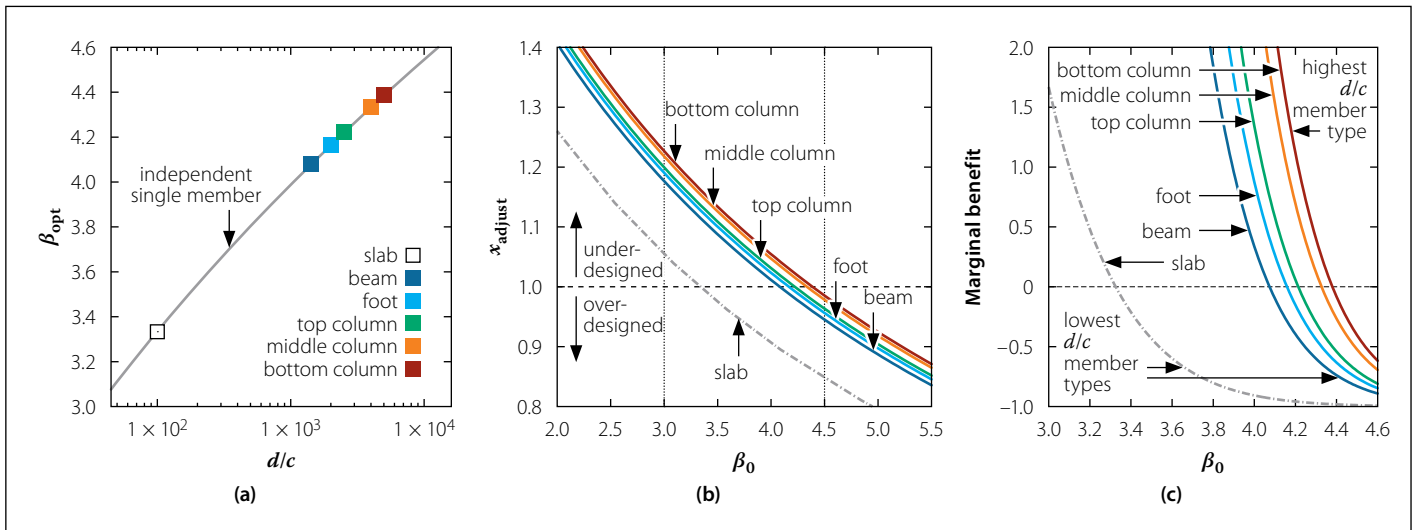 4.4
4.2
4.0
3.8
3.6
3.4
3.2
3.0
βopt
independent
single member
slab
beam
foot
top column
middle column
bottom column
1 × 10²
1 × 10³
1 × 10⁴
d/c
(a)
1.4
1.3
1.2
1.1
1.0
0.9
0.8
xadjust
bottom column
middle column
top column
foot
beam
under-
designed
over-
designed
slab
2.0 2.5 3.0 3.5 4.0 4.5 5.0 5.5
β0
(b)
2.0
1.5
1.0
0.5
0
−0.5
−1.0
Marginal benefit
bottom column
middle column
top column
highest
d/c
member
type
foot
beam
slab
lowest
d/c
member
types
3.0 3.2 3.4 3.6 3.8 4.0 4.2 4.4 4.6
β0
(c)